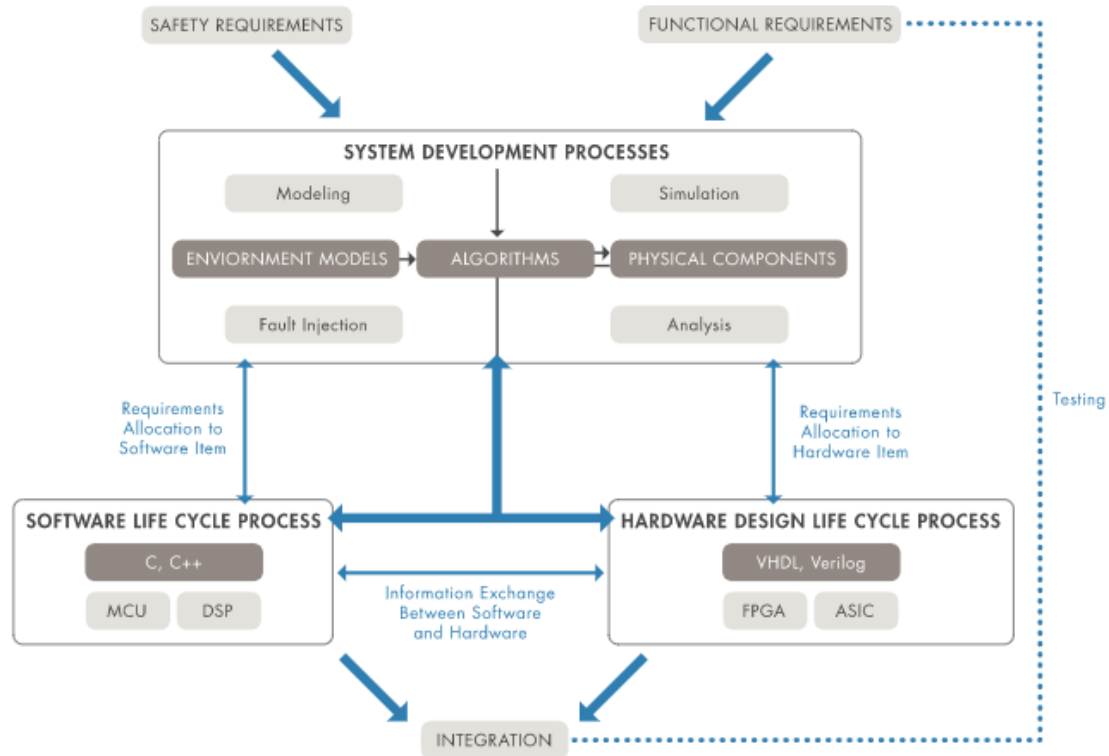 SAFETY REQUIREMENTS
FUNCTIONAL REQUIREMENTS
SYSTEM DEVELOPMENT PROCESSES
Modeling
Simulation
ENVIORNMENT MODELS
ALGORITHMS
PHYSICAL COMPONENTS
Fault Injection
Analysis
Requirements
Allocation to
Software Item
Requirements
Allocation to
Hardware Item
Testing
SOFTWARE LIFE CYCLE PROCESS
C, C++
MCU
DSP
Information Exchange
Between Software
and Hardware
HARDWARE DESIGN LIFE CYCLE PROCESS
VHDL, Verilog
FPGA
ASIC
INTEGRATION